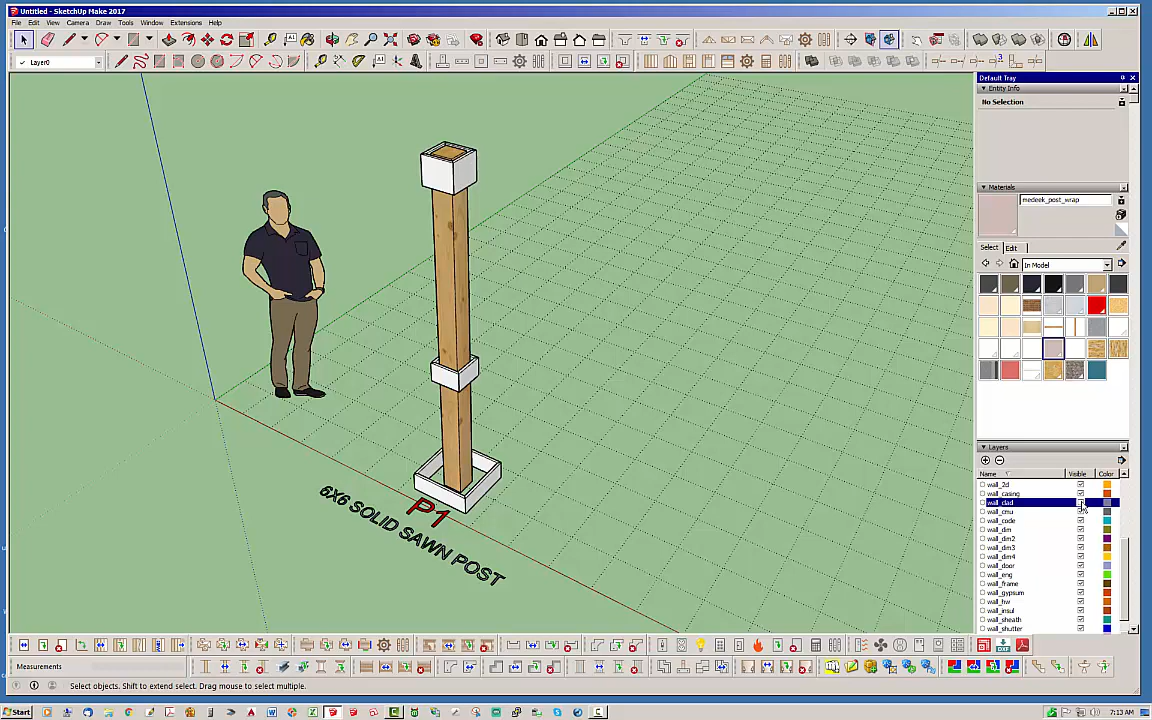 Untitled - SketchUp Make 2017
File Edit View Camera Draw Tools Window Extensions Help
Layer0
Default Tray
Entity Info
No Selection
Materials
medeek_post_wrap
Select Edit
In Model
Layers
Name Visible Color
wall_2d
wall_casing
wall_clad
wall_cmu
wall_code
wall_dim
wall_dim2
wall_dim3
wall_dim4
wall_door
wall_eng
wall_frame
wall_gypsum
wall_hw
wall_insul
wall_sheath
wall_shutter
P1
6X6 SOLID SAWN POST
Measurements
Select objects. Shift to extend select. Drag mouse to select multiple.
Start
7:13 AM